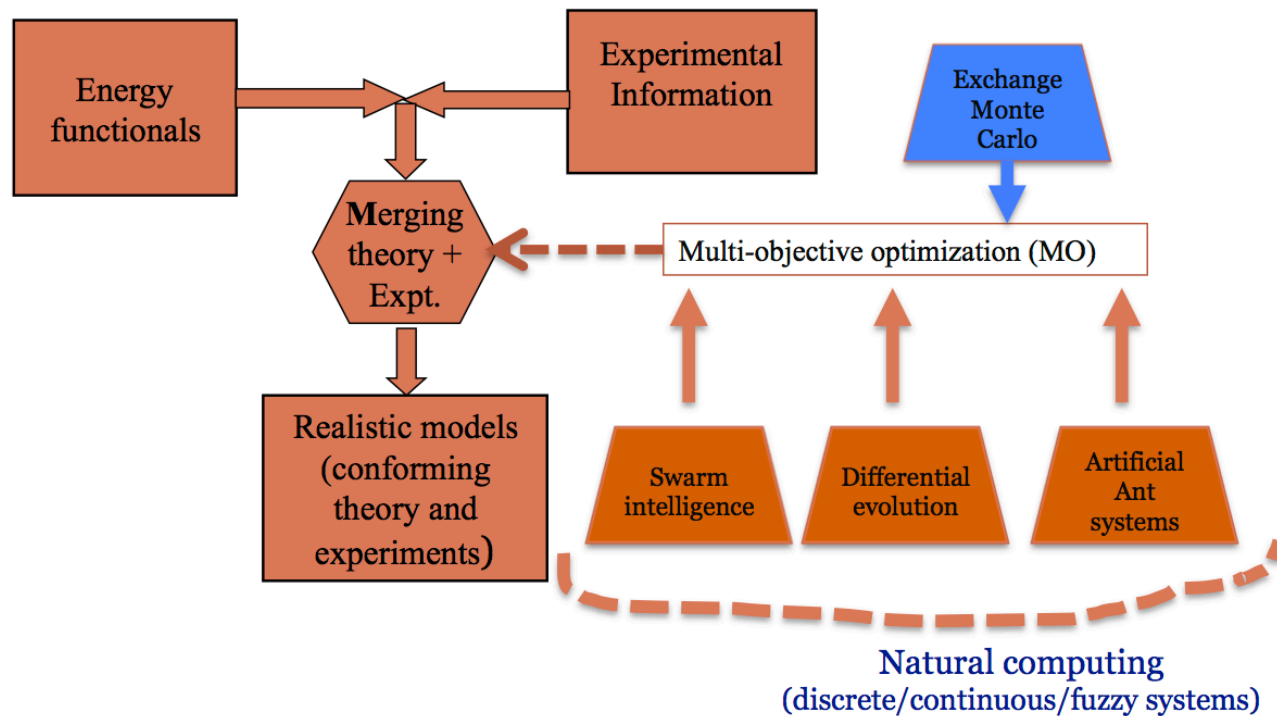 Energy
functionals
Experimental
Information
Exchange
Monte
Carlo
Merging
theory +
Expt.
Multi-objective optimization (MO)
Realistic models
(conforming
theory and
experiments)
Swarm
intelligence
Differential
evolution
Artificial
Ant
systems
Natural computing
(discrete/continuous/fuzzy systems)